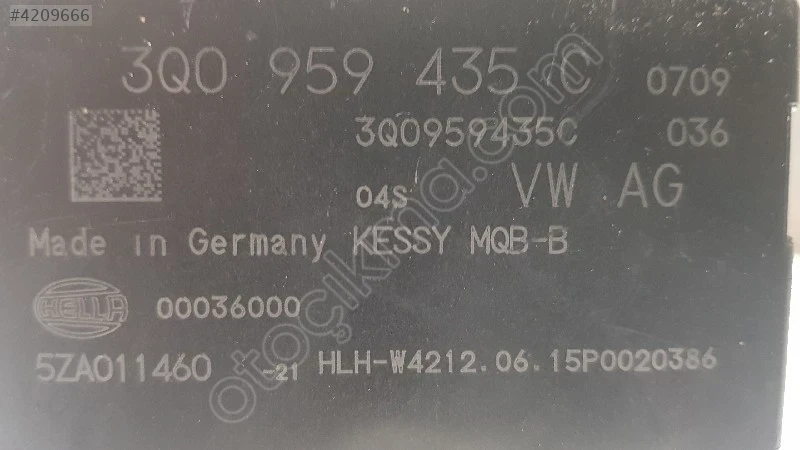 #4209666
3Q0 959 435 C 0709
3Q0959435C 036
04S VW AG
Made in Germany KESSY MQB-B
HELLA 00036000
5ZA011460 -21 HLH-W4212.06.15P0020386
otoçıkma.com